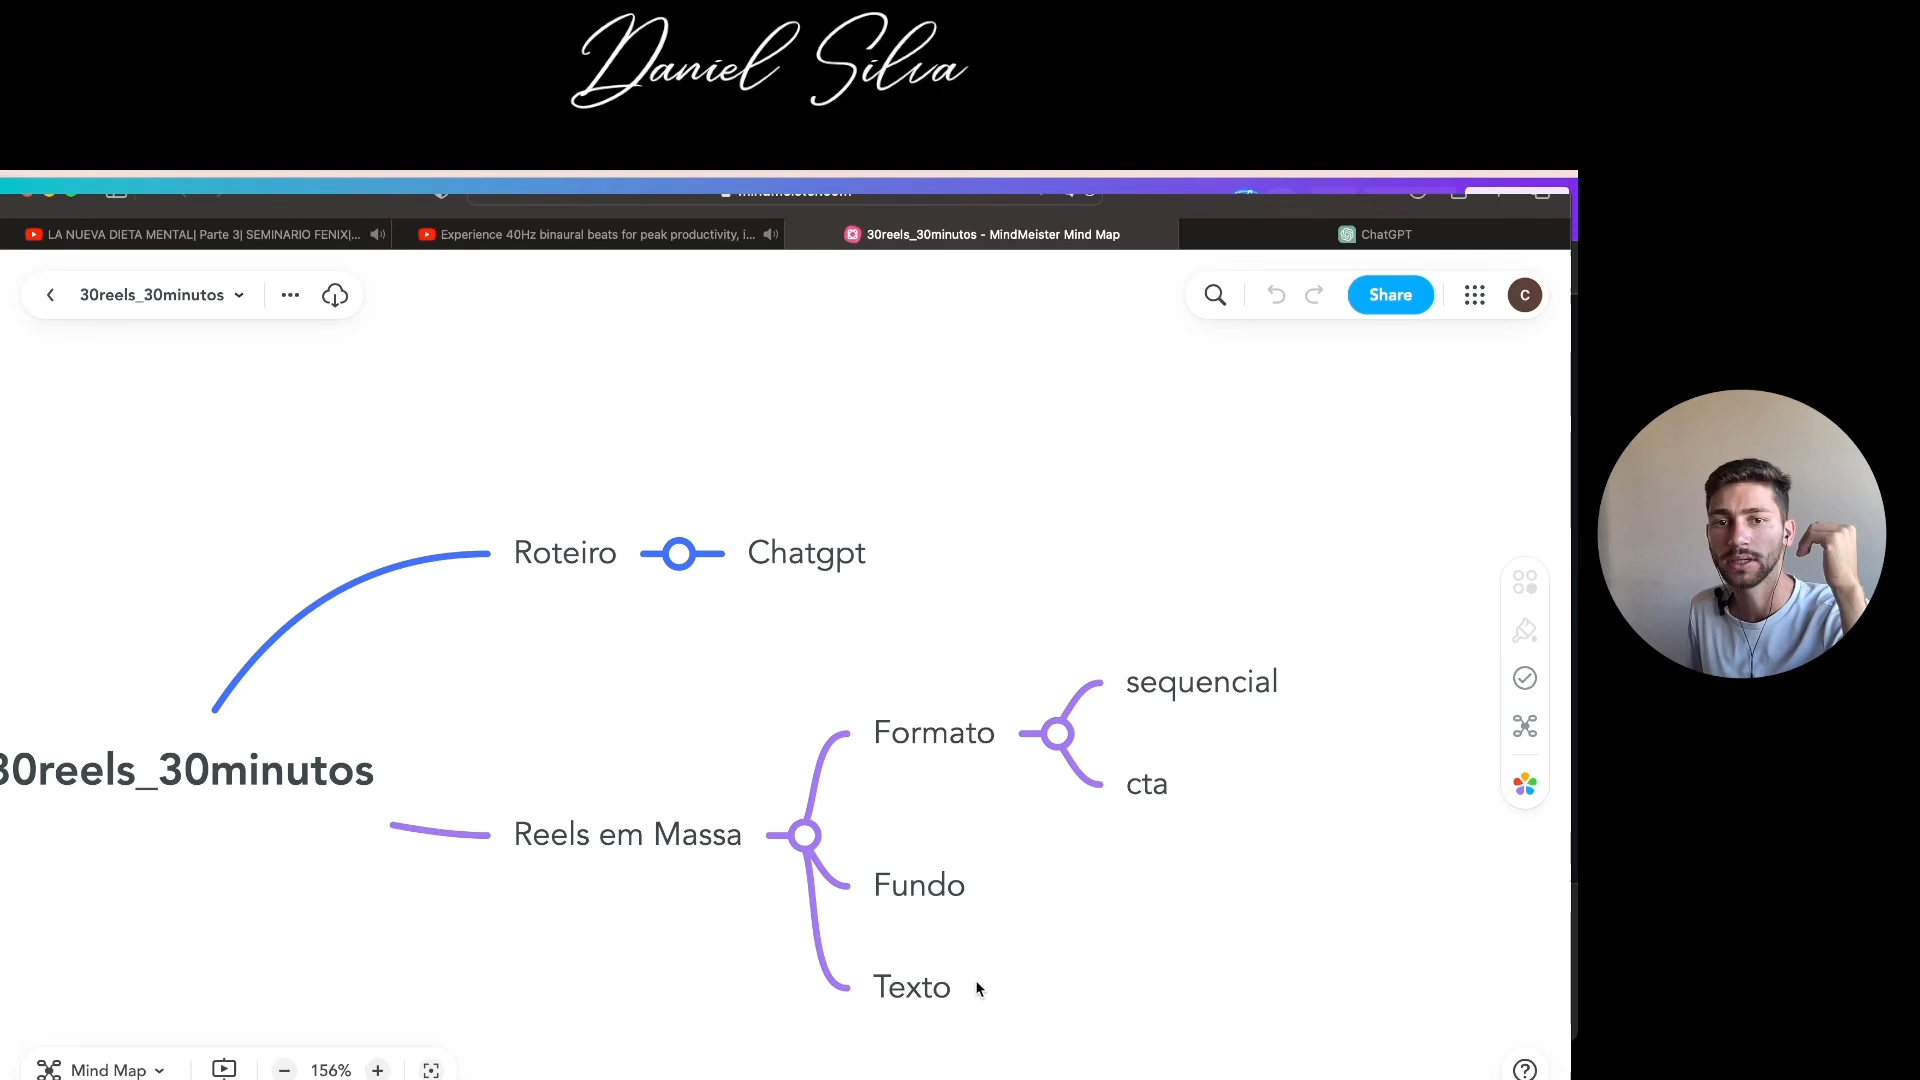 Daniel Silva
LA NUEVA DIETA MENTAL| Parte 3| SEMINARIO FENIX|...
Experience 40Hz binaural beats for peak productivity, i...
30reels_30minutos - MindMeister Mind Map
ChatGPT
30reels_30minutos
Share
C
Roteiro
Chatgpt
sequencial
Formato
30reels_30minutos
cta
Reels em Massa
Fundo
Texto
Mind Map
156%